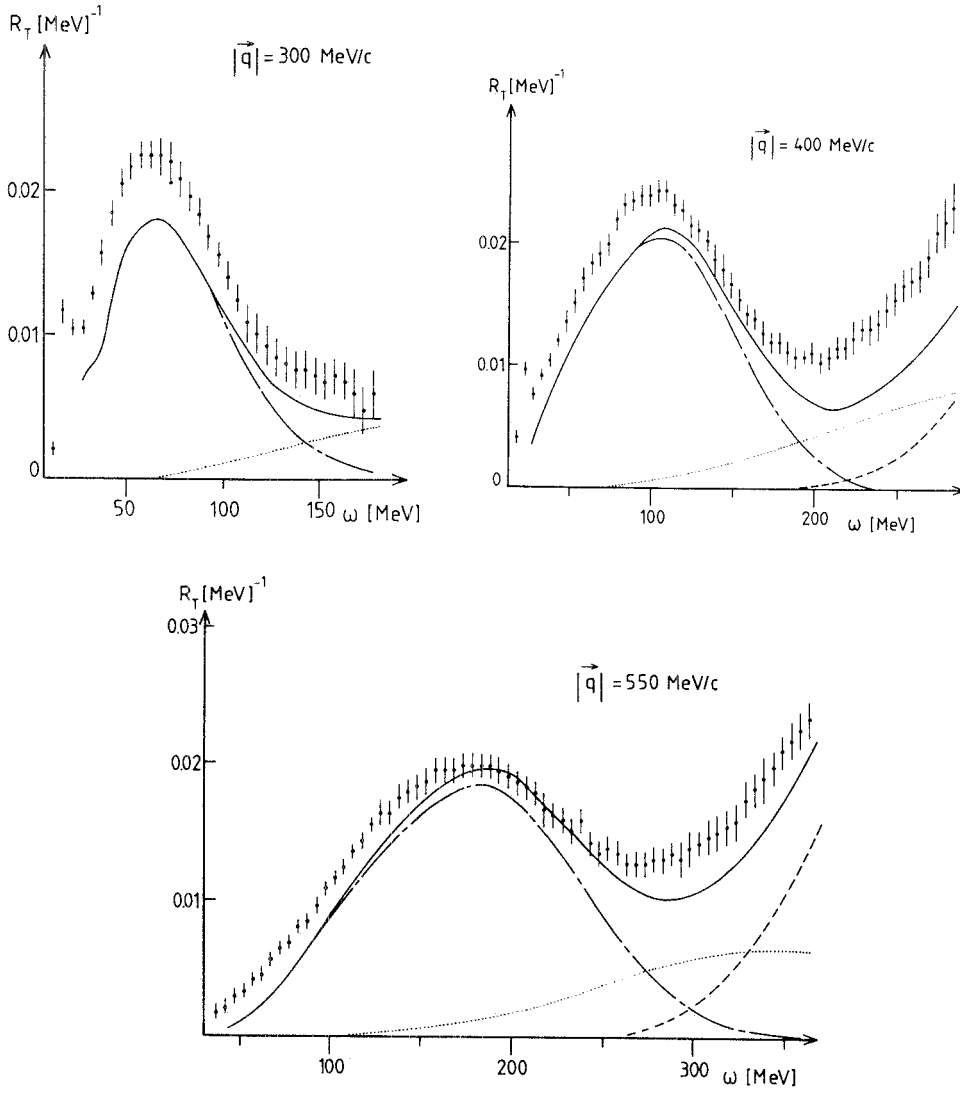 R_T [MeV]^-1
|q→| = 300 MeV/c
0.02
0.01
0
50 100 150 ω [MeV]
R_T [MeV]^-1
|q→| = 400 MeV/c
0.02
0.01
0
100 200 ω [MeV]
R_T [MeV]^-1
0.03
|q→| = 550 MeV/c
0.02
0.01
0
100 200 300 ω [MeV]